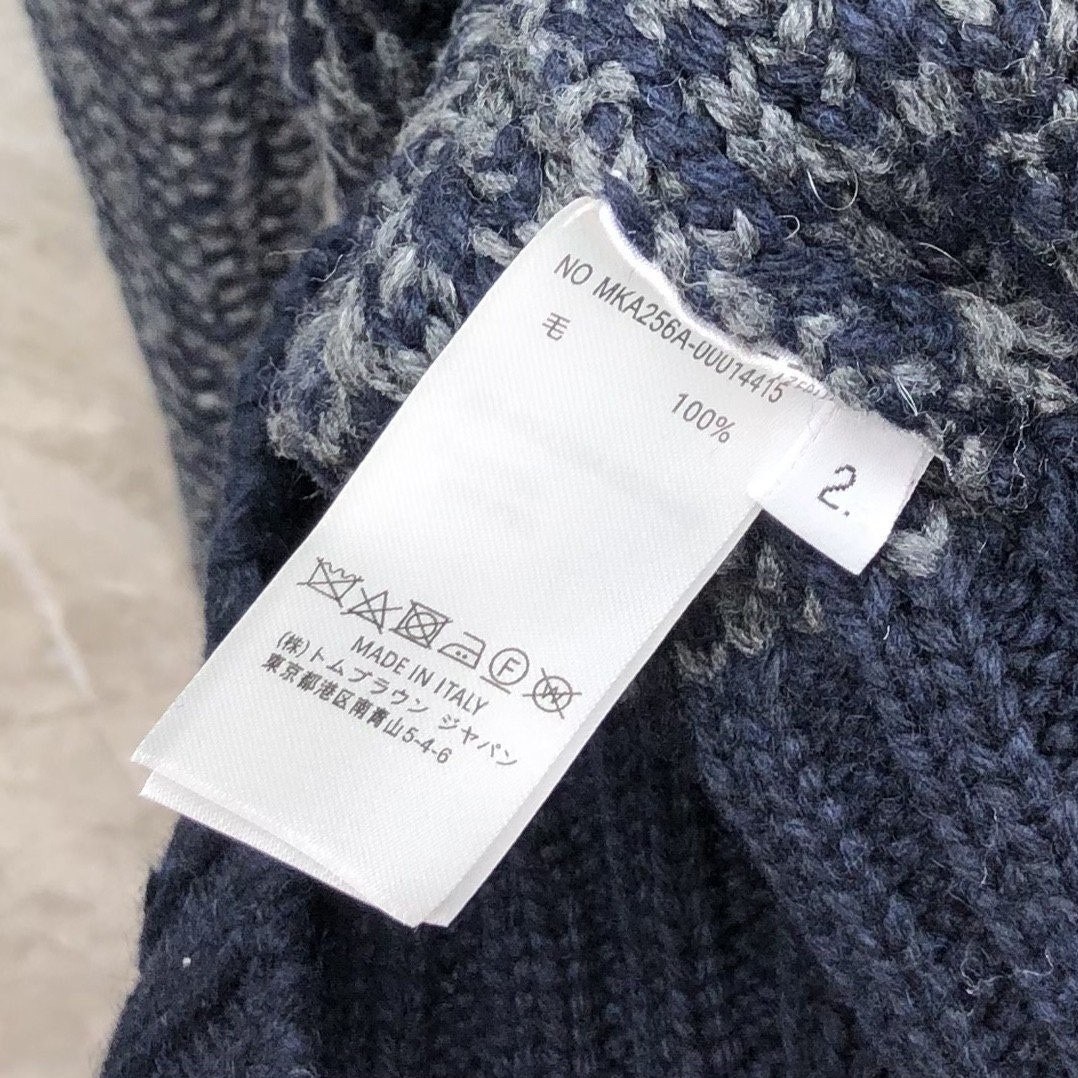 NO MKA256A-00014415
毛 100%
MADE IN ITALY
(株)トムブラウン ジャパン
東京都港区南青山5-4-6
2.
F
W